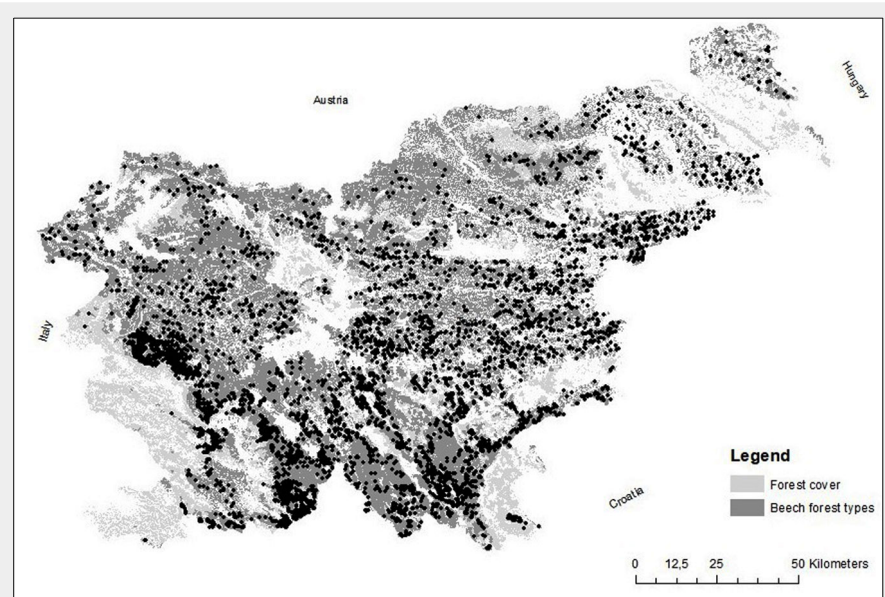 Austria
Hungary
Italy
Croatia
Legend
Forest cover
Beech forest types
0 12,5 25 50 Kilometers